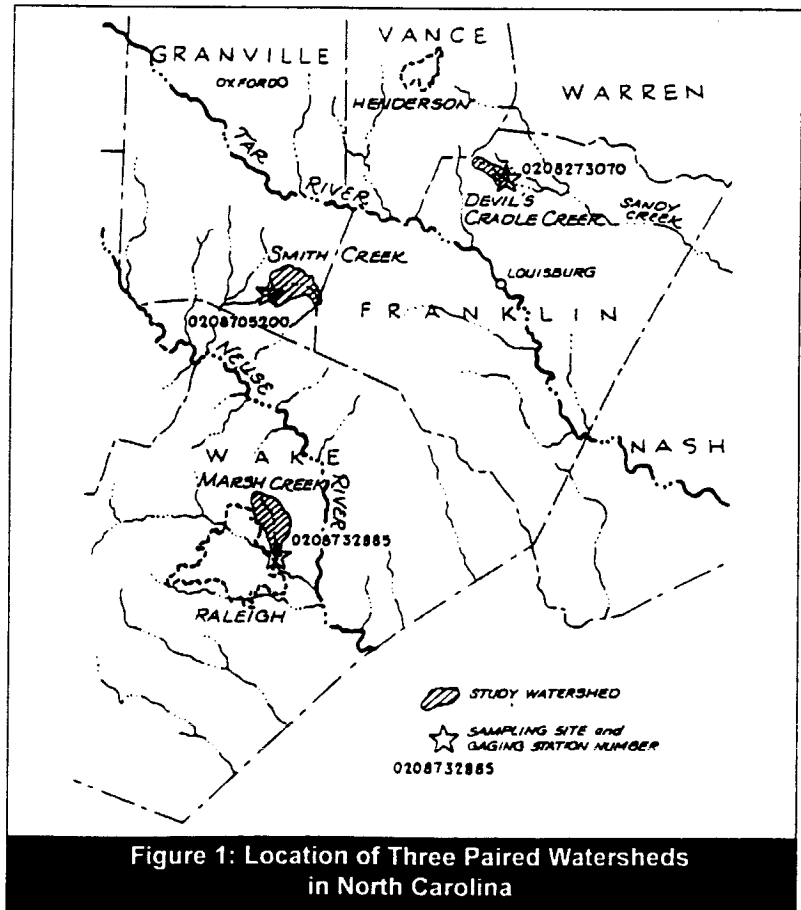 VANCE
GRANVILLE
OXFORD
HENDERSON
WARREN
TAR
RIVER
0208273070
DEVIL'S
CRADLE CREEK
SANDY
CREEK
SMITH CREEK
LOUISBURG
0208705200
FRANKLIN
NEUSE
WAKE
NASH
MARSH CREEK
RIVER
0208732885
RALEIGH
STUDY WATERSHED
SAMPLING SITE and
GAGING STATION NUMBER
0208732885
Figure 1: Location of Three Paired Watersheds
in North Carolina